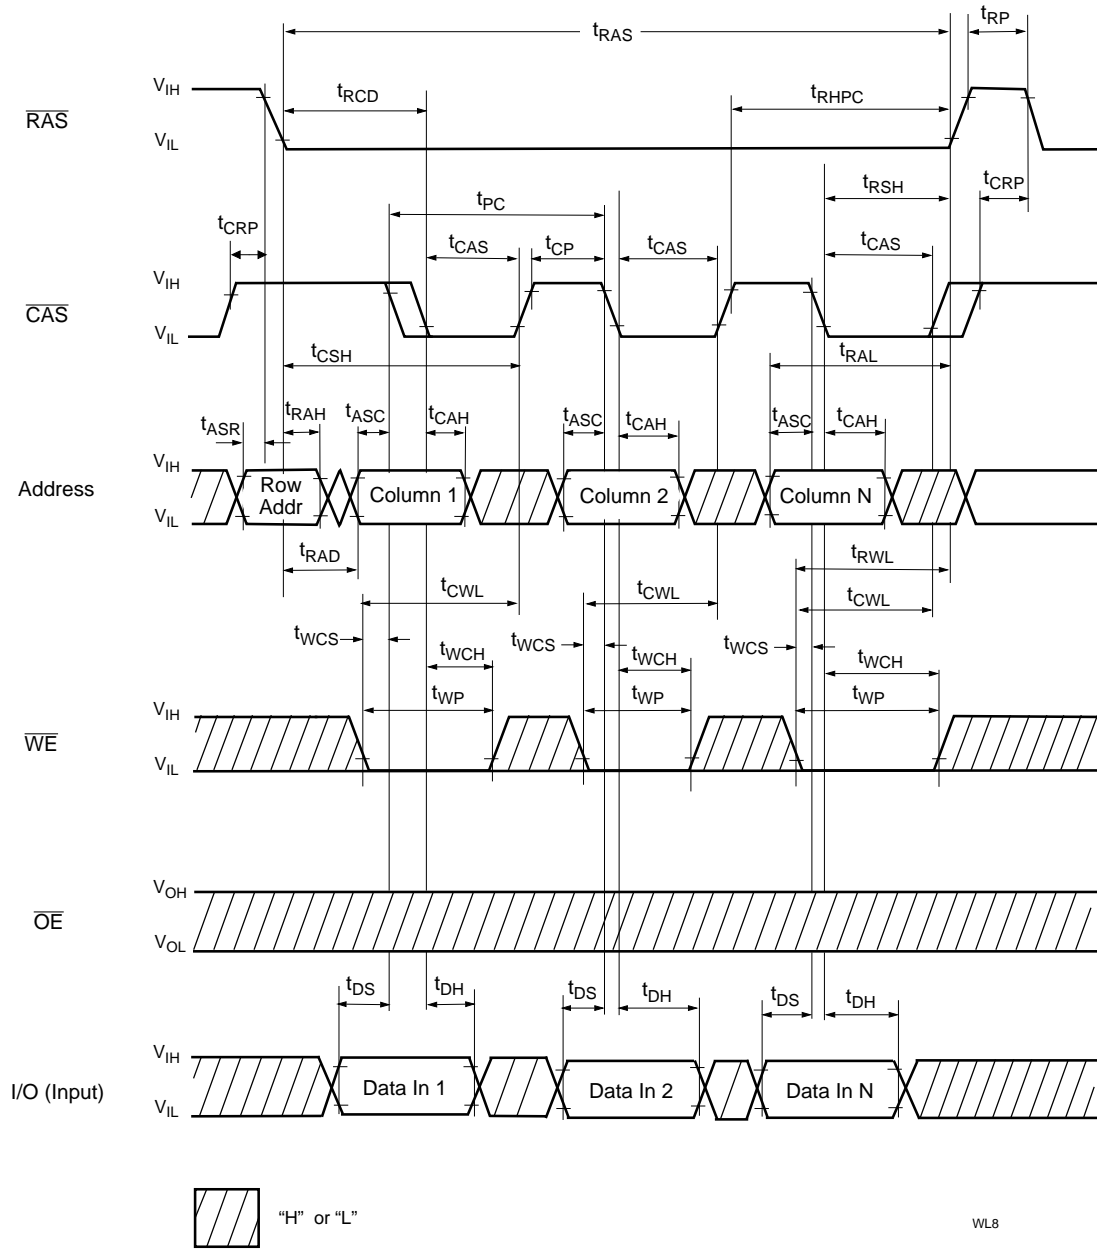 tRAS
tRP
VIH
tRCD
tRHPC
RAS
VIL
tRSH
tCRP
tPC
tCRP
tCAS
tCP
tCAS
tCAS
VIH
CAS
VIL
tCSH
tRAL
tASR
tRAH
tASC
tCAH
tASC
tCAH
tASC
tCAH
VIH
Address
Row Addr
Column 1
Column 2
Column N
VIL
tRAD
tRWL
tCWL
tCWL
tCWL
tWCS
tWCS
tWCS
tWCH
tWCH
tWCH
tWP
tWP
tWP
VIH
WE
VIL
VOH
OE
VOL
tDS
tDH
tDS
tDH
tDS
tDH
VIH
I/O (Input)
Data In 1
Data In 2
Data In N
VIL
“H” or “L”
WL8